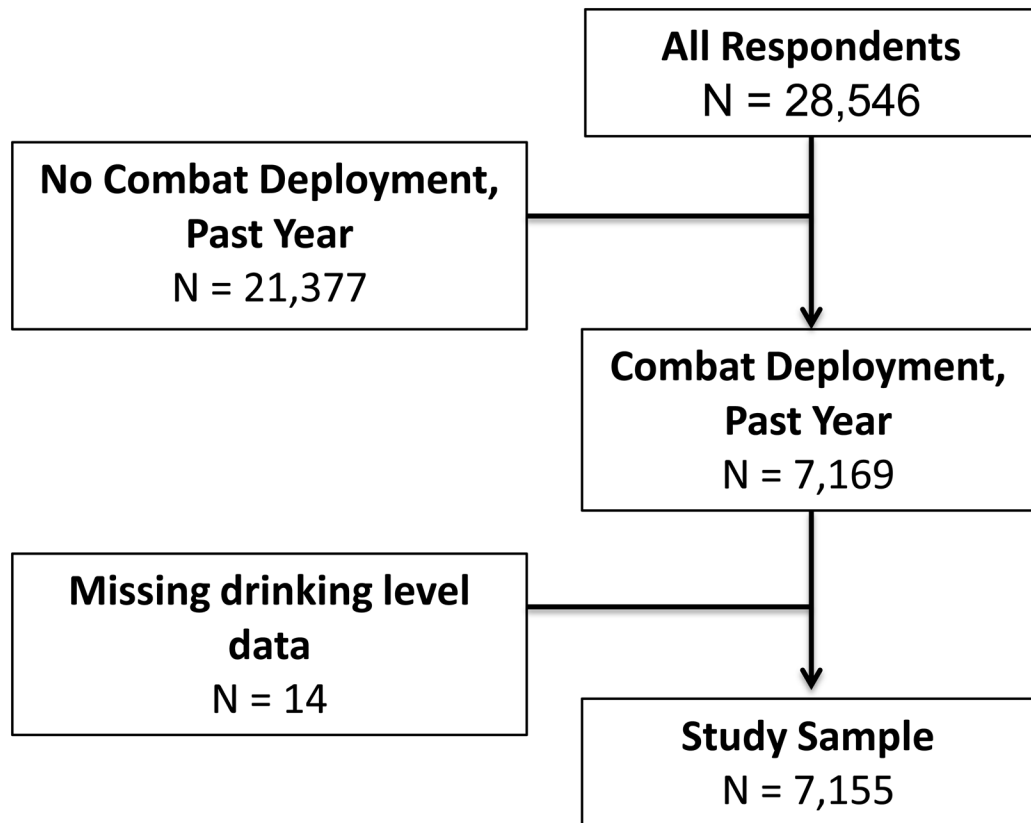 All Respondents
N = 28,546
No Combat Deployment,
Past Year
N = 21,377
Combat Deployment,
Past Year
N = 7,169
Missing drinking level
data
N = 14
Study Sample
N = 7,155